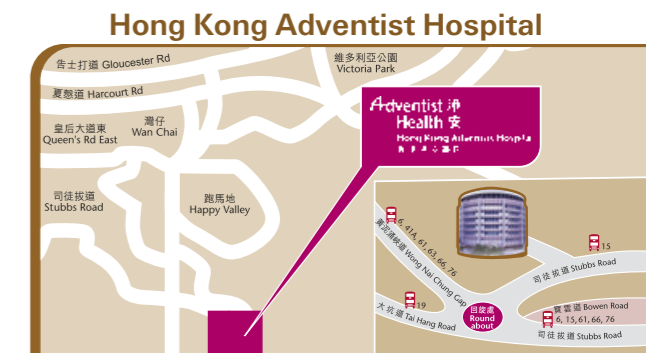 Hong Kong Adventist Hospital
告士打道 Gloucester Rd
維多利亞公園
Victoria Park
夏慤道 Harcourt Rd
Adventist 港
Health 安
Hong Kong Adventist Hospital
皇后大道東
Queen's Rd East
灣仔
Wan Chai
司徒拔道
Stubbs Road
跑馬地
Happy Valley
6, 41A, 61, 63, 66, 76
黃泥涌峽道 Wong Nai Chung Gap
15
司徒拔道 Stubbs Road
19
大坑道 Tai Hang Road
回旋處
Round
about
寶雲道 Bowen Road
6, 15, 61, 66, 76
司徒拔道 Stubbs Road